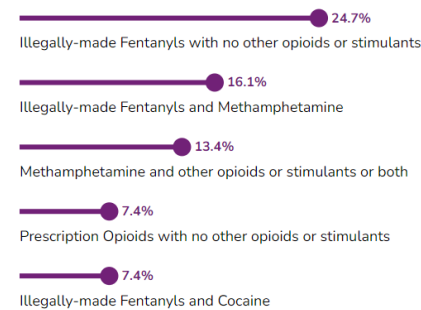 24.7%
Illegally-made Fentanyls with no other opioids or stimulants
16.1%
Illegally-made Fentanyls and Methamphetamine
13.4%
Methamphetamine and other opioids or stimulants or both
7.4%
Prescription Opioids with no other opioids or stimulants
7.4%
Illegally-made Fentanyls and Cocaine